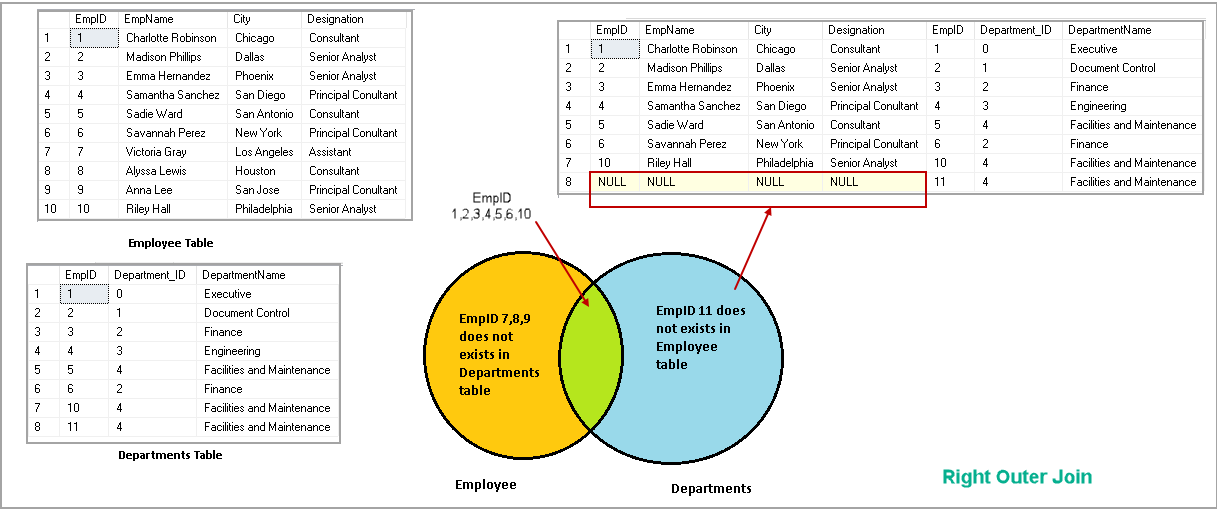 EmpID EmpName City Designation
1 1 Charlotte Robinson Chicago Consultant
2 2 Madison Phillips Dallas Senior Analyst
3 3 Emma Hernandez Phoenix Senior Analyst
4 4 Samantha Sanchez San Diego Principal Conultant
5 5 Sadie Ward San Antonio Consultant
6 6 Savannah Perez New York Principal Conultant
7 7 Victoria Gray Los Angeles Assistant
8 8 Alyssa Lewis Houston Consultant
9 9 Anna Lee San Jose Principal Conultant
10 10 Riley Hall Philadelphia Senior Analyst
Employee Table
EmpID Department_ID DepartmentName
1 1 0 Executive
2 2 1 Document Control
3 3 2 Finance
4 4 3 Engineering
5 5 4 Facilities and Maintenance
6 6 2 Finance
7 10 4 Facilities and Maintenance
8 11 4 Facilities and Maintenance
Departments Table
EmpID EmpName City Designation EmpID Department_ID DepartmentName
1 1 Charlotte Robinson Chicago Consultant 1 0 Executive
2 2 Madison Phillips Dallas Senior Analyst 2 1 Document Control
3 3 Emma Hernandez Phoenix Senior Analyst 3 2 Finance
4 4 Samantha Sanchez San Diego Principal Conultant 4 3 Engineering
5 5 Sadie Ward San Antonio Consultant 5 4 Facilities and Maintenance
6 6 Savannah Perez New York Principal Conultant 6 2 Finance
7 10 Riley Hall Philadelphia Senior Analyst 10 4 Facilities and Maintenance
8 NULL NULL NULL NULL 11 4 Facilities and Maintenance
EmpID
1,2,3,4,5,6,10
EmpID 7,8,9
does not
exists in
Departments
table
EmpID 11 does
not exists in
Employee
table
Employee
Departments
Right Outer Join